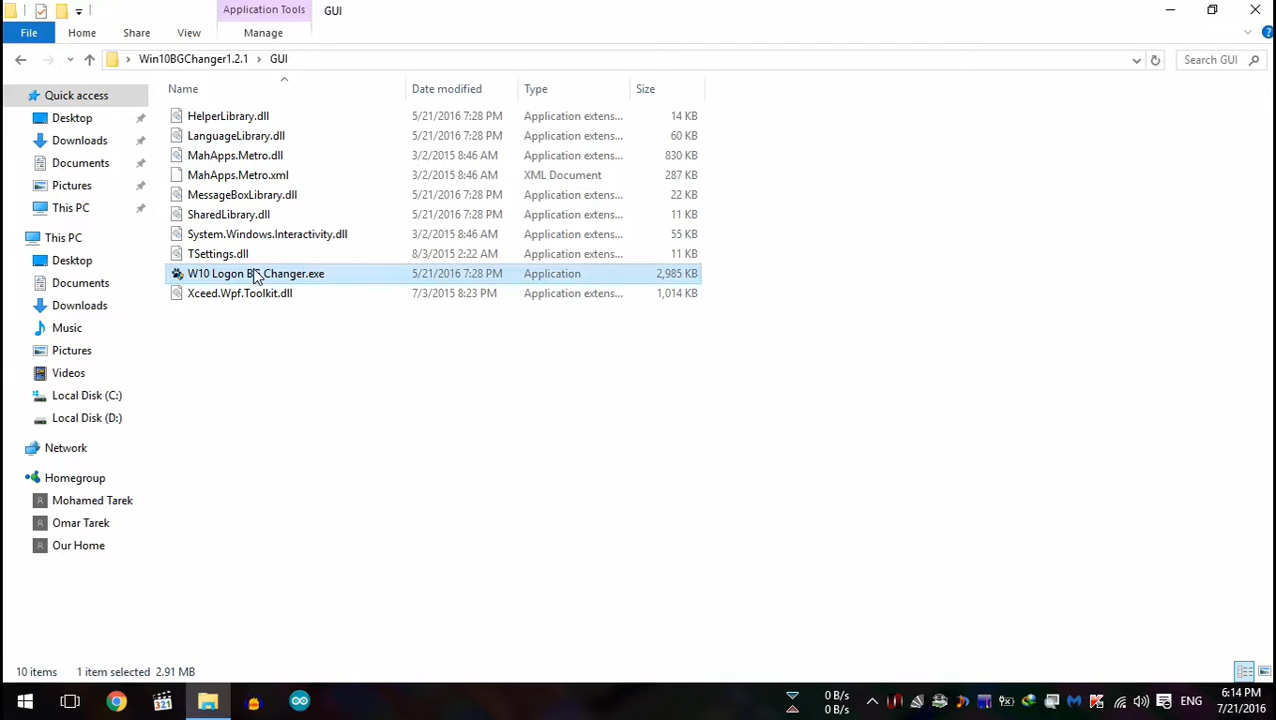 Application Tools GUI
File Home Share View Manage
Win10BGChanger1.2.1 GUI Search GUI
Name Date modified Type Size
Quick access
Desktop
Downloads
Documents
Pictures
This PC
This PC
Desktop
Documents
Downloads
Music
Pictures
Videos
Local Disk (C:)
Local Disk (D:)
Network
Homegroup
Mohamed Tarek
Omar Tarek
Our Home
HelperLibrary.dll 5/21/2016 7:28 PM Application extens... 14 KB
LanguageLibrary.dll 5/21/2016 7:28 PM Application extens... 60 KB
MahApps.Metro.dll 3/2/2015 8:46 AM Application extens... 830 KB
MahApps.Metro.xml 3/2/2015 8:46 AM XML Document 287 KB
MessageBoxLibrary.dll 5/21/2016 7:28 PM Application extens... 22 KB
SharedLibrary.dll 5/21/2016 7:28 PM Application extens... 11 KB
System.Windows.Interactivity.dll 3/2/2015 8:46 AM Application extens... 55 KB
TSettings.dll 8/3/2015 2:22 AM Application extens... 11 KB
W10 Logon BG Changer.exe 5/21/2016 7:28 PM Application 2,985 KB
Xceed.Wpf.Toolkit.dll 7/3/2015 8:23 PM Application extens... 1,014 KB
10 items 1 item selected 2.91 MB
321
0 B/s
0 B/s
ENG
6:14 PM
7/21/2016